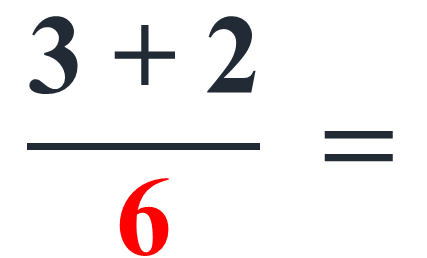 3 + 2
6 =